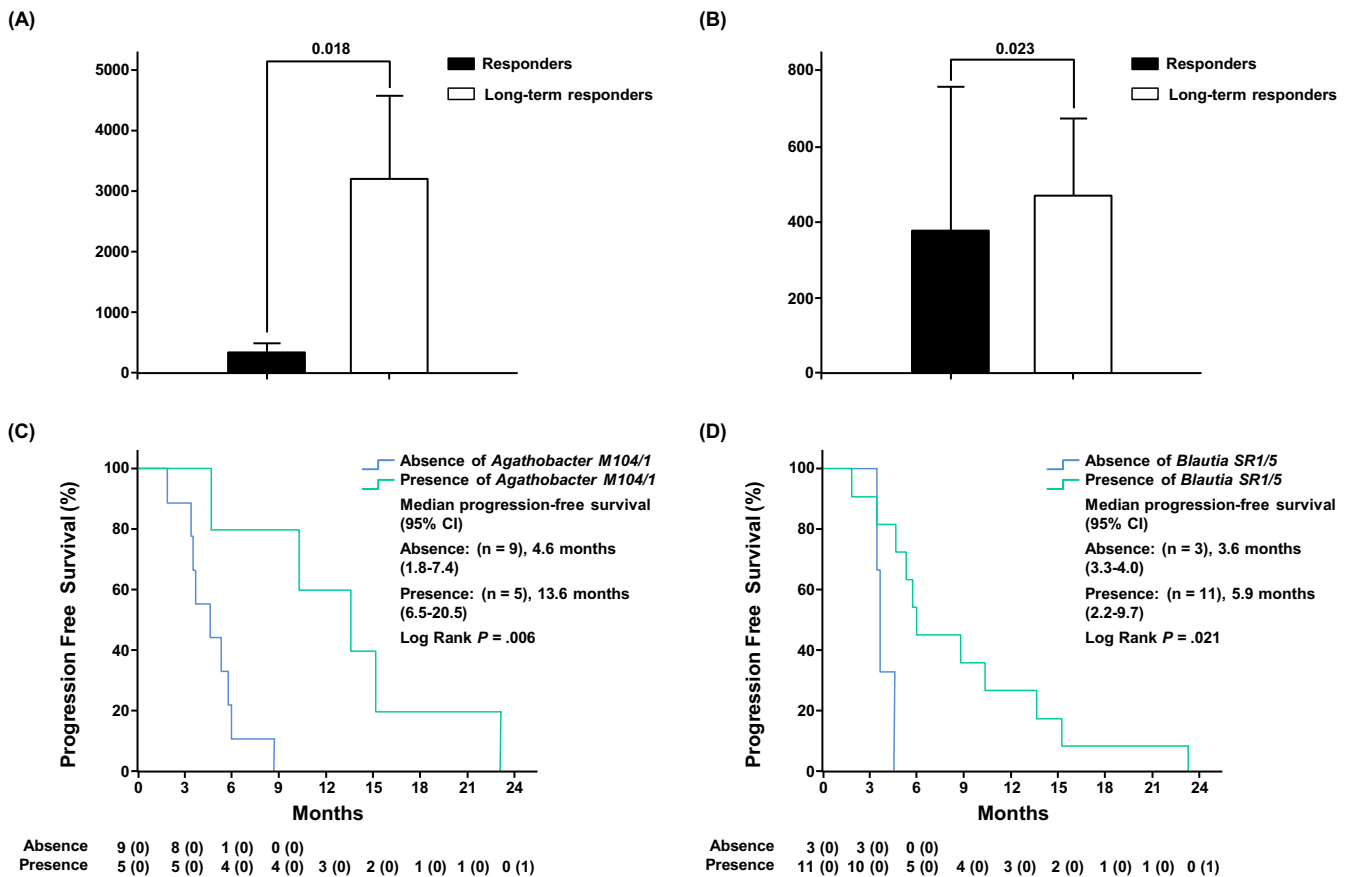 (A)
0.018
5000
4000
3000
2000
1000
0
Responders
Long-term responders
(B)
0.023
800
600
400
200
0
Responders
Long-term responders
(C)
Progression Free Survival (%)
100
80
60
40
20
0
Absence of Agathobacter M104/1
Presence of Agathobacter M104/1
Median progression-free survival
(95% CI)
Absence: (n = 9), 4.6 months
(1.8-7.4)
Presence: (n = 5), 13.6 months
(6.5-20.5)
Log Rank P = .006
0 3 6 9 12 15 18 21 24
Months
Absence 9 (0) 8 (0) 1 (0) 0 (0)
Presence 5 (0) 5 (0) 4 (0) 4 (0) 3 (0) 2 (0) 1 (0) 1 (0) 0 (1)
(D)
Progression Free Survival (%)
100
80
60
40
20
0
Absence of Blautia SR1/5
Presence of Blautia SR1/5
Median progression-free survival
(95% CI)
Absence: (n = 3), 3.6 months
(3.3-4.0)
Presence: (n = 11), 5.9 months
(2.2-9.7)
Log Rank P = .021
0 3 6 9 12 15 18 21 24
Months
Absence 3 (0) 3 (0) 0 (0)
Presence 11 (0) 10 (0) 5 (0) 4 (0) 3 (0) 2 (0) 1 (0) 1 (0) 0 (1)